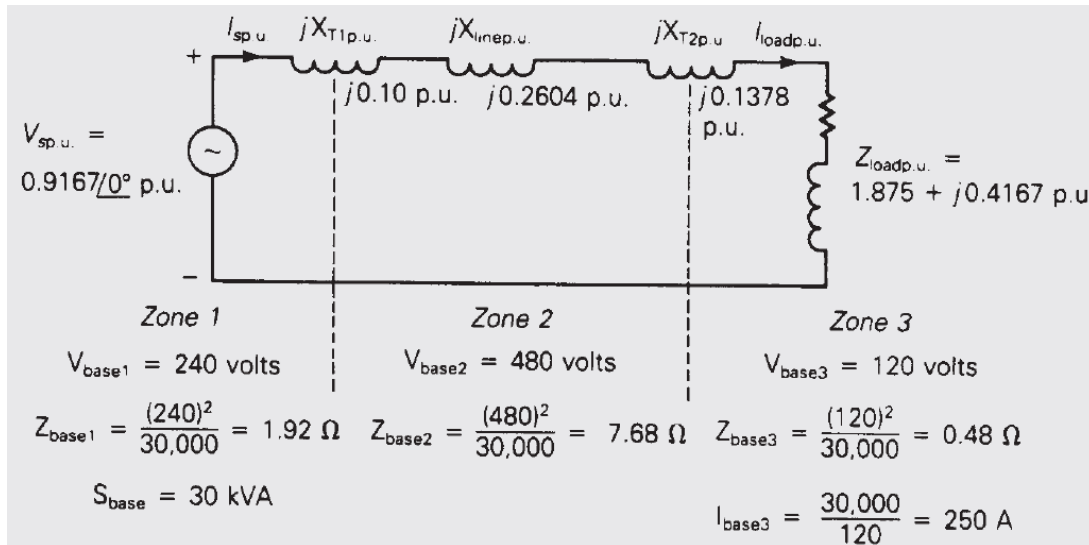 I_sp.u. jX_T1p.u. jX_linep.u. jX_T2p.u I_loadp.u.
+
j0.10 p.u. j0.2604 p.u. j0.1378 p.u.
V_sp.u. =
0.9167/0° p.u.
~
Z_loadp.u. =
1.875 + j0.4167 p.u
−
Zone 1 Zone 2 Zone 3
V_base1 = 240 volts V_base2 = 480 volts V_base3 = 120 volts
Z_base1 = (240)²/30,000 = 1.92 Ω Z_base2 = (480)²/30,000 = 7.68 Ω Z_base3 = (120)²/30,000 = 0.48 Ω
S_base = 30 kVA
I_base3 = 30,000/120 = 250 A